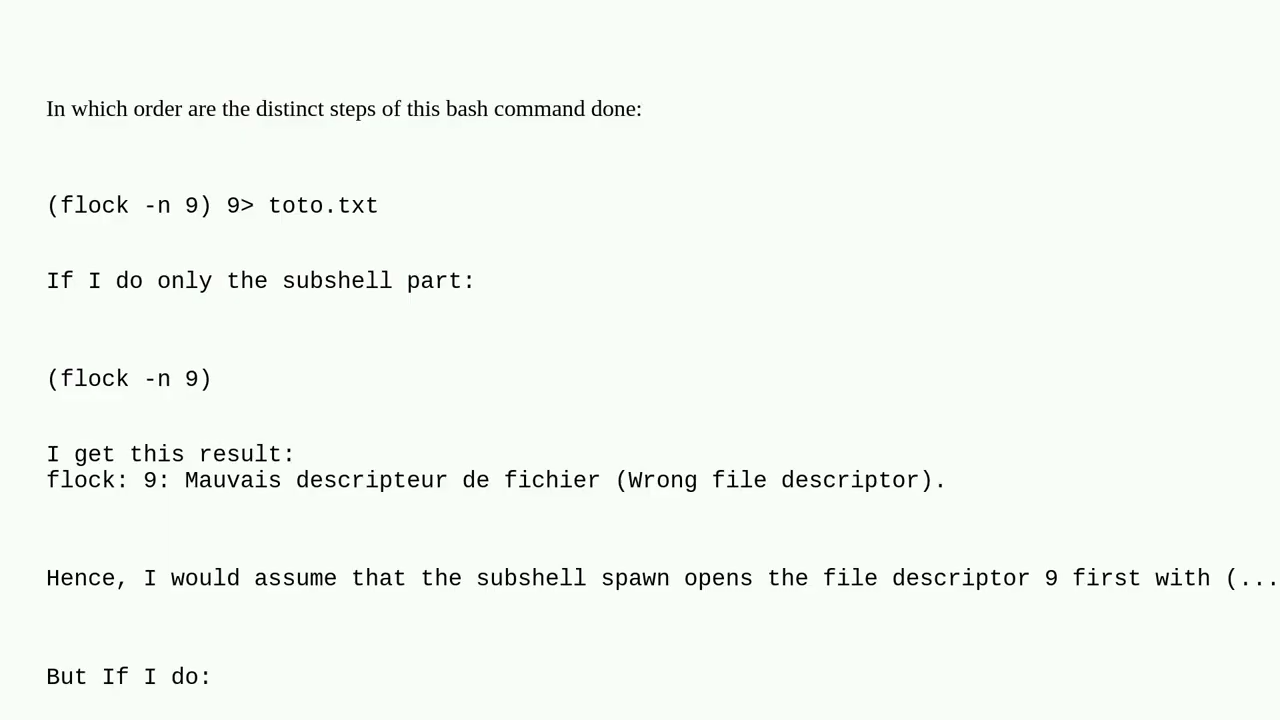 In which order are the distinct steps of this bash command done:
(flock -n 9) 9> toto.txt
If I do only the subshell part:
(flock -n 9)
I get this result:
flock: 9: Mauvais descripteur de fichier (Wrong file descriptor).
Hence, I would assume that the subshell spawn opens the file descriptor 9 first with (...
But If I do: